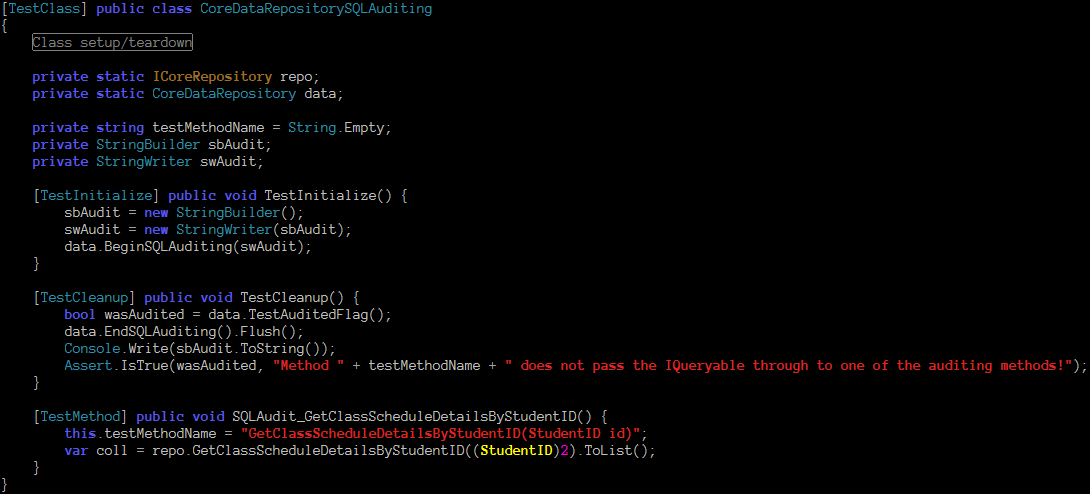 [TestClass] public class CoreDataRepositorySQLAuditing
{
Class setup/teardown
private static ICoreRepository repo;
private static CoreDataRepository data;
private string testMethodName = String.Empty;
private StringBuilder sbAudit;
private StringWriter swAudit;
[TestInitialize] public void TestInitialize() {
sbAudit = new StringBuilder();
swAudit = new StringWriter(sbAudit);
data.BeginSQLAuditing(swAudit);
}
[TestCleanup] public void TestCleanup() {
bool wasAudited = data.TestAuditedFlag();
data.EndSQLAuditing().Flush();
Console.Write(sbAudit.ToString());
Assert.IsTrue(wasAudited, "Method " + testMethodName + " does not pass the IQueryable through to one of the auditing methods!");
}
[TestMethod] public void SQLAudit_GetClassScheduleDetailsByStudentID() {
this.testMethodName = "GetClassScheduleDetailsByStudentID(StudentID id)";
var coll = repo.GetClassScheduleDetailsByStudentID((StudentID)2).ToList();
}
}